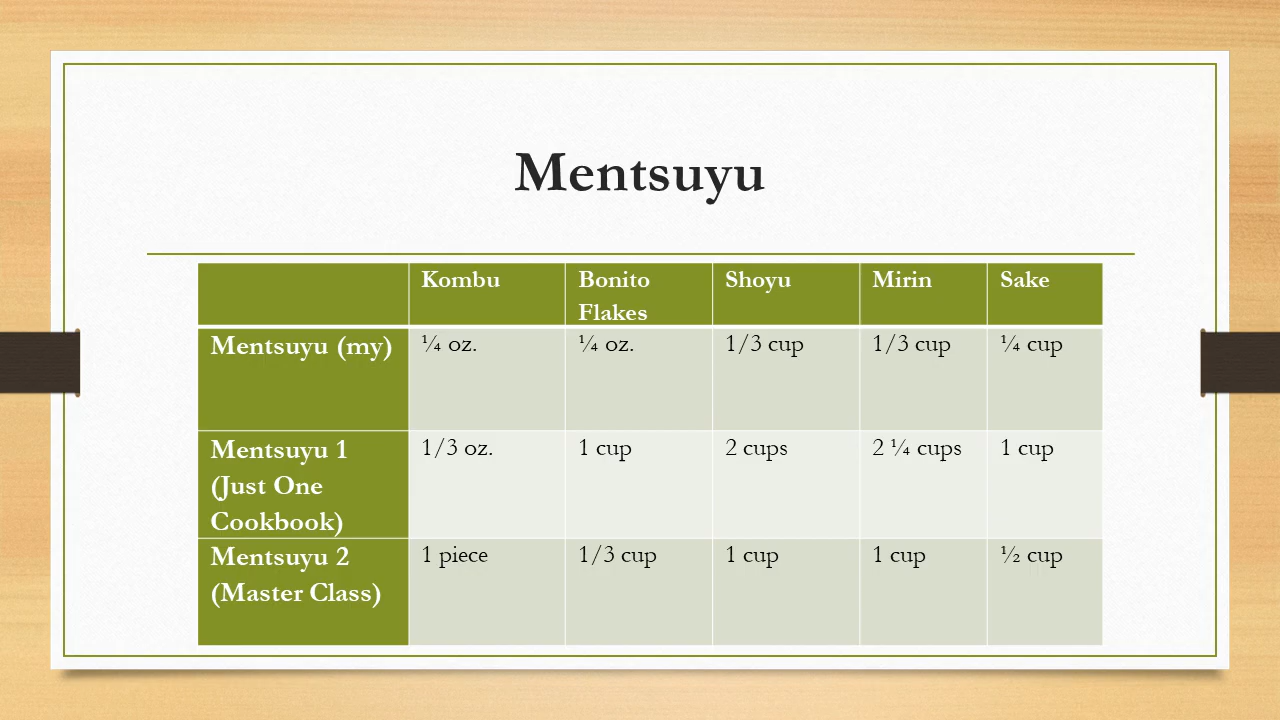 Mentsuyu
Kombu Bonito Flakes Shoyu Mirin Sake
Mentsuyu (my) ¼ oz. ¼ oz. 1/3 cup 1/3 cup ¼ cup
Mentsuyu 1 (Just One Cookbook) 1/3 oz. 1 cup 2 cups 2 ¼ cups 1 cup
Mentsuyu 2 (Master Class) 1 piece 1/3 cup 1 cup 1 cup ½ cup